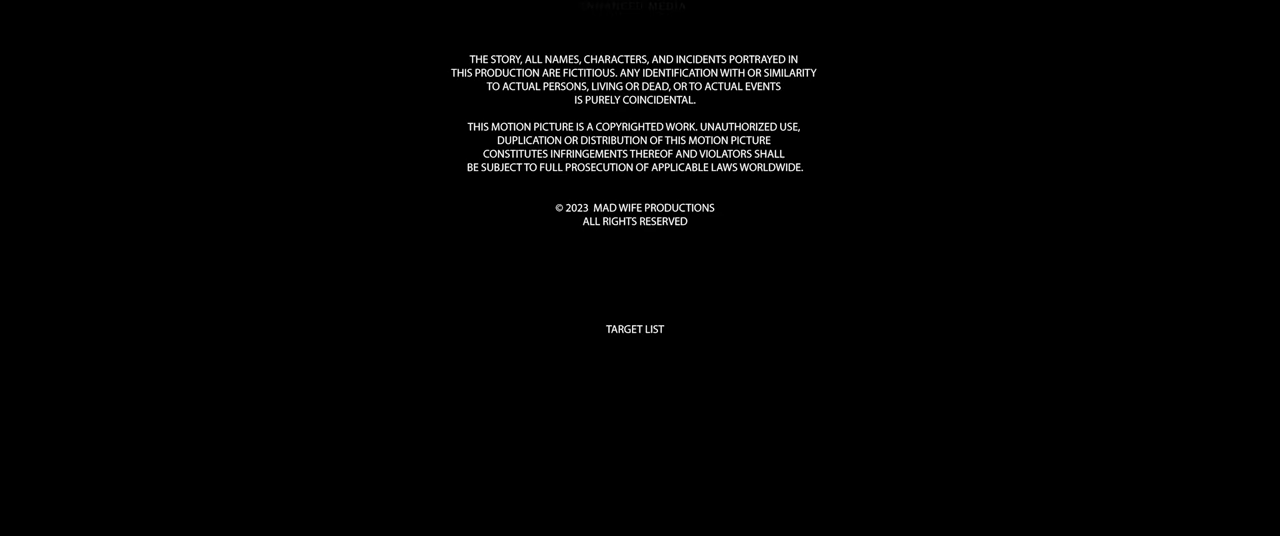 MEDIA
THE STORY, ALL NAMES, CHARACTERS, AND INCIDENTS PORTRAYED IN
THIS PRODUCTION ARE FICTITIOUS. ANY IDENTIFICATION WITH OR SIMILARITY
TO ACTUAL PERSONS, LIVING OR DEAD, OR TO ACTUAL EVENTS
IS PURELY COINCIDENTAL.
THIS MOTION PICTURE IS A COPYRIGHTED WORK. UNAUTHORIZED USE,
DUPLICATION OR DISTRIBUTION OF THIS MOTION PICTURE
CONSTITUTES INFRINGEMENTS THEREOF AND VIOLATORS SHALL
BE SUBJECT TO FULL PROSECUTION OF APPLICABLE LAWS WORLDWIDE.
© 2023 MAD WIFE PRODUCTIONS
ALL RIGHTS RESERVED
TARGET LIST